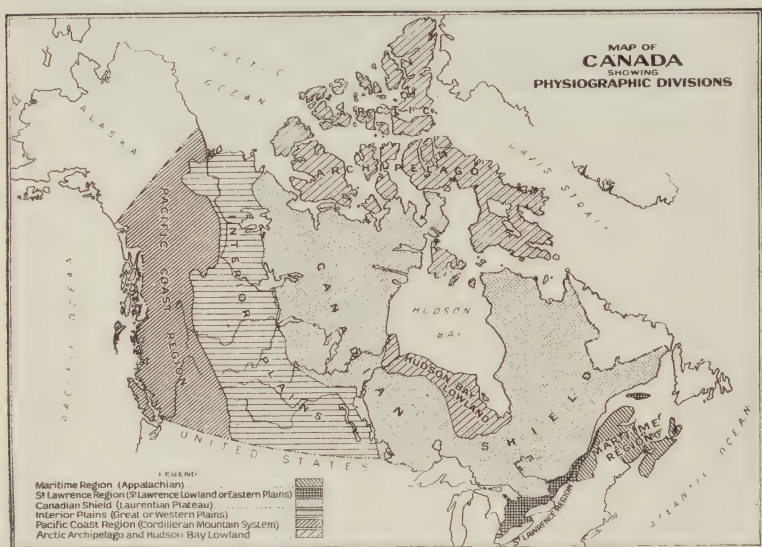 MAP OF
CANADA
SHOWING
PHYSIOGRAPHIC DIVISIONS
ARCTIC
OCEAN
ALASKA
ARCTIC
ARCHIPELAGO
DAVIS STRAIT
PACIFIC COAST REGION
INTERIOR PLAINS
CANADIAN SHIELD
HUDSON
BAY
HUDSON BAY
LOWLAND
PACIFIC OCEAN
UNITED STATES
MARITIME
REGION
ST LAWRENCE REGION
ATLANTIC OCEAN
LEGEND
Maritime Region (Appalachian)
St Lawrence Region (St Lawrence Lowland or Eastern Plains)
Canadian Shield (Laurentian Plateau)
Interior Plains (Great or Western Plains)
Pacific Coast Region (Cordilleran Mountain System)
Arctic Archipelago and Hudson Bay Lowland